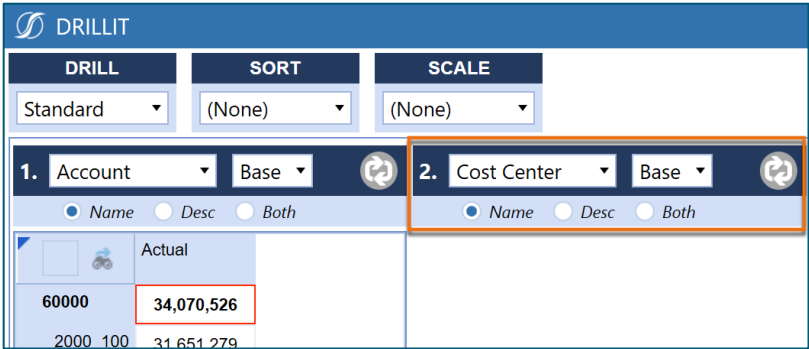 DRILLIT
DRILL SORT SCALE
Standard (None) (None)
1. Account Base 2. Cost Center Base
Name Desc Both Name Desc Both
Actual
60000 34,070,526
2000_100 31,651,279